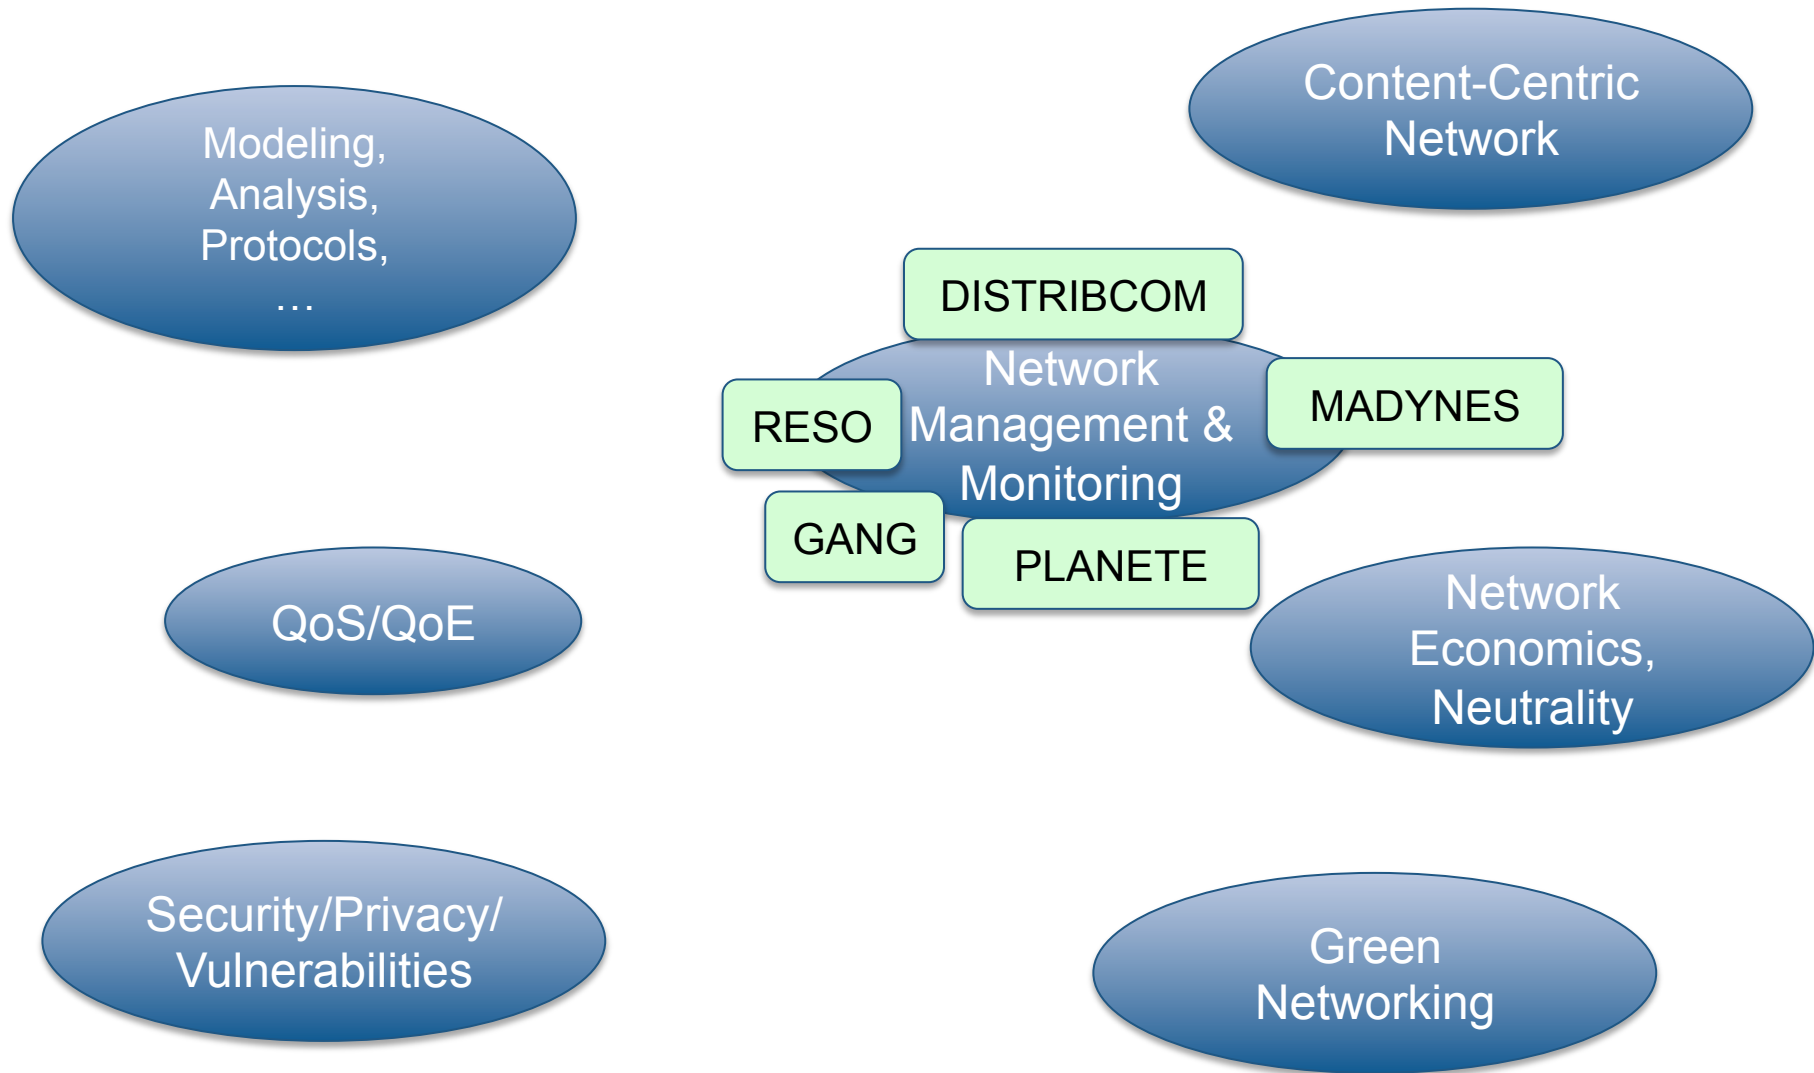 Content-Centric
Network
Modeling,
Analysis,
Protocols,
…
DISTRIBCOM
Network
Management &
Monitoring
MADYNES
RESO
GANG
PLANETE
QoS/QoE
Network
Economics,
Neutrality
Security/Privacy/
Vulnerabilities
Green
Networking